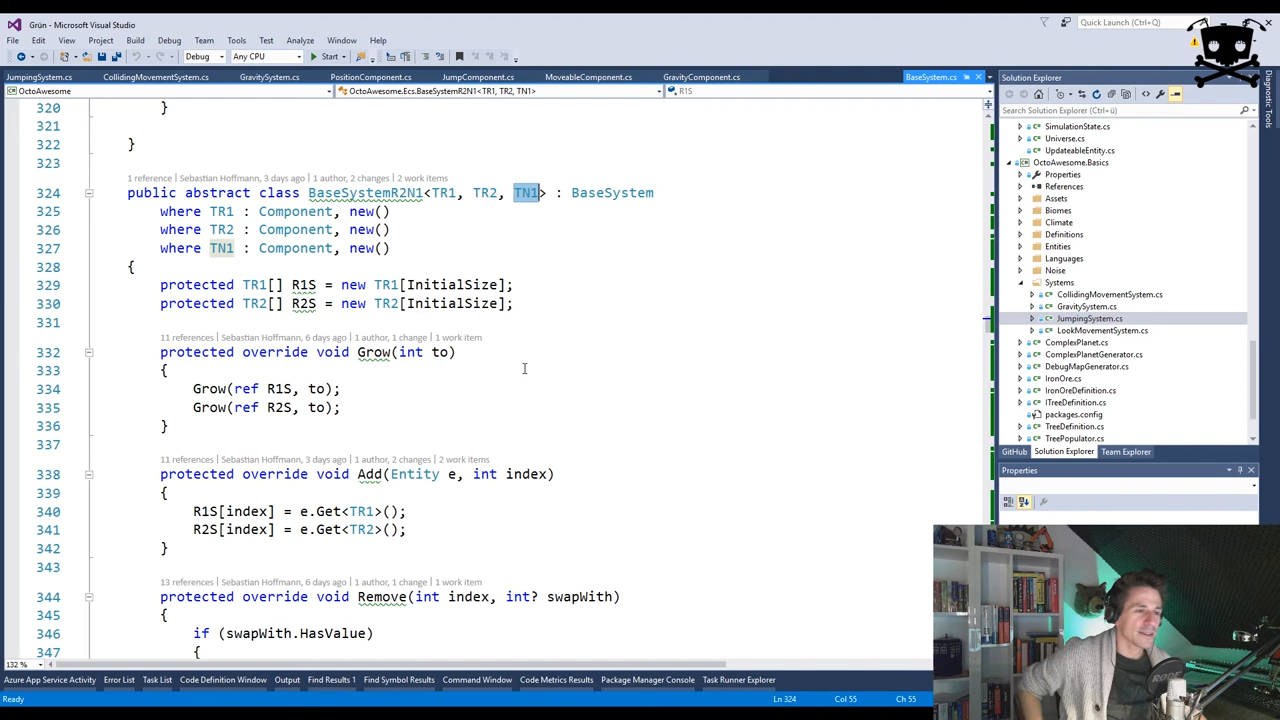 Grün - Microsoft Visual Studio
Quick Launch (Ctrl+Q)
File Edit View Project Build Debug Team Tools Test Analyze Window Help
Debug Any CPU Start
JumpingSystem.cs CollidingMovementSystem.cs GravitySystem.cs PositionComponent.cs JumpComponent.cs MoveableComponent.cs GravityComponent.cs BaseSystem.cs
OctoAwesome OctoAwesome.Ecs.BaseSystemR2N1<TR1, TR2, TN1> R1S
320 }
321
322 }
323
1 reference | Sebastian Hoffmann, 3 days ago | 1 author, 2 changes | 2 work items
324 public abstract class BaseSystemR2N1<TR1, TR2, TN1> : BaseSystem
325 where TR1 : Component, new()
326 where TR2 : Component, new()
327 where TN1 : Component, new()
328 {
329 protected TR1[] R1S = new TR1[InitialSize];
330 protected TR2[] R2S = new TR2[InitialSize];
331
11 references | Sebastian Hoffmann, 6 days ago | 1 author, 1 change | 1 work item
332 protected override void Grow(int to)
333 {
334 Grow(ref R1S, to);
335 Grow(ref R2S, to);
336 }
337
11 references | Sebastian Hoffmann, 3 days ago | 1 author, 2 changes | 2 work items
338 protected override void Add(Entity e, int index)
339 {
340 R1S[index] = e.Get<TR1>();
341 R2S[index] = e.Get<TR2>();
342 }
343
13 references | Sebastian Hoffmann, 6 days ago | 1 author, 1 change | 1 work item
344 protected override void Remove(int index, int? swapWith)
345 {
346 if (swapWith.HasValue)
347 {
132 %
Solution Explorer
Search Solution Explorer (Ctrl+ü)
SimulationState.cs
Universe.cs
UpdateableEntity.cs
OctoAwesome.Basics
Properties
References
Assets
Biomes
Climate
Definitions
Entities
Languages
Noise
Systems
CollidingMovementSystem.cs
GravitySystem.cs
JumpingSystem.cs
LookMovementSystem.cs
ComplexPlanet.cs
ComplexPlanetGenerator.cs
DebugMapGenerator.cs
IronOre.cs
IronOreDefinition.cs
ITreeDefinition.cs
packages.config
TreeDefinition.cs
TreePopulator.cs
GitHub Solution Explorer Team Explorer
Properties
Diagnostic Tools
Azure App Service Activity Error List Task List Code Definition Window Output Find Results 1 Find Symbol Results Command Window Code Metrics Results Package Manager Console Task Runner Explorer
Ready Ln 324 Col 55 Ch 55
RODE